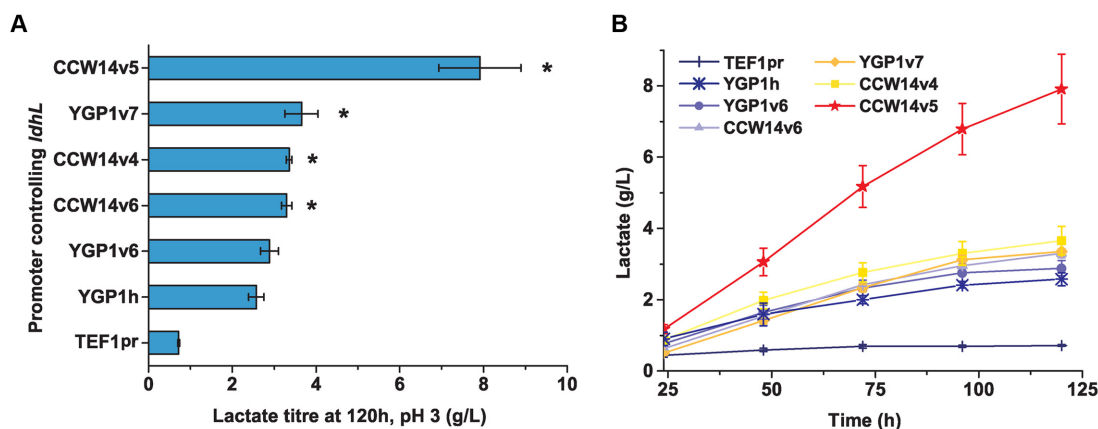 A
Promoter controlling ldhL
CCW14v5
*
YGP1v7
*
CCW14v4
*
CCW14v6
*
YGP1v6
YGP1h
TEF1pr
0 2 4 6 8 10
Lactate titre at 120h, pH 3 (g/L)
B
Lactate (g/L)
8
6
4
2
0
TEF1pr
YGP1h
YGP1v6
CCW14v6
YGP1v7
CCW14v4
CCW14v5
25 50 75 100 125
Time (h)